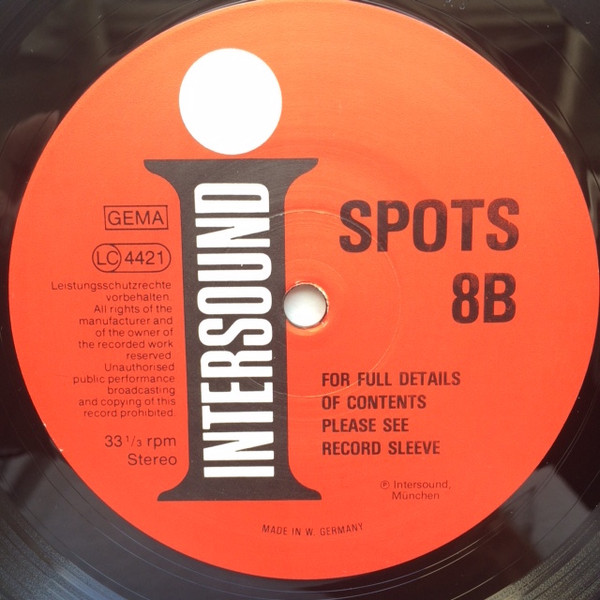 GEMA
LC 4421
Leistungsschutzrechte
vorbehalten.
All rights of the
manufacturer and
of the owner of
the recorded work
reserved.
Unauthorised
public performance
broadcasting
and copying of this
record prohibited.
33 1/3 rpm
Stereo
INTERSOUND
SPOTS
8B
FOR FULL DETAILS
OF CONTENTS
PLEASE SEE
RECORD SLEEVE
℗ Intersound,
München
MADE IN W. GERMANY